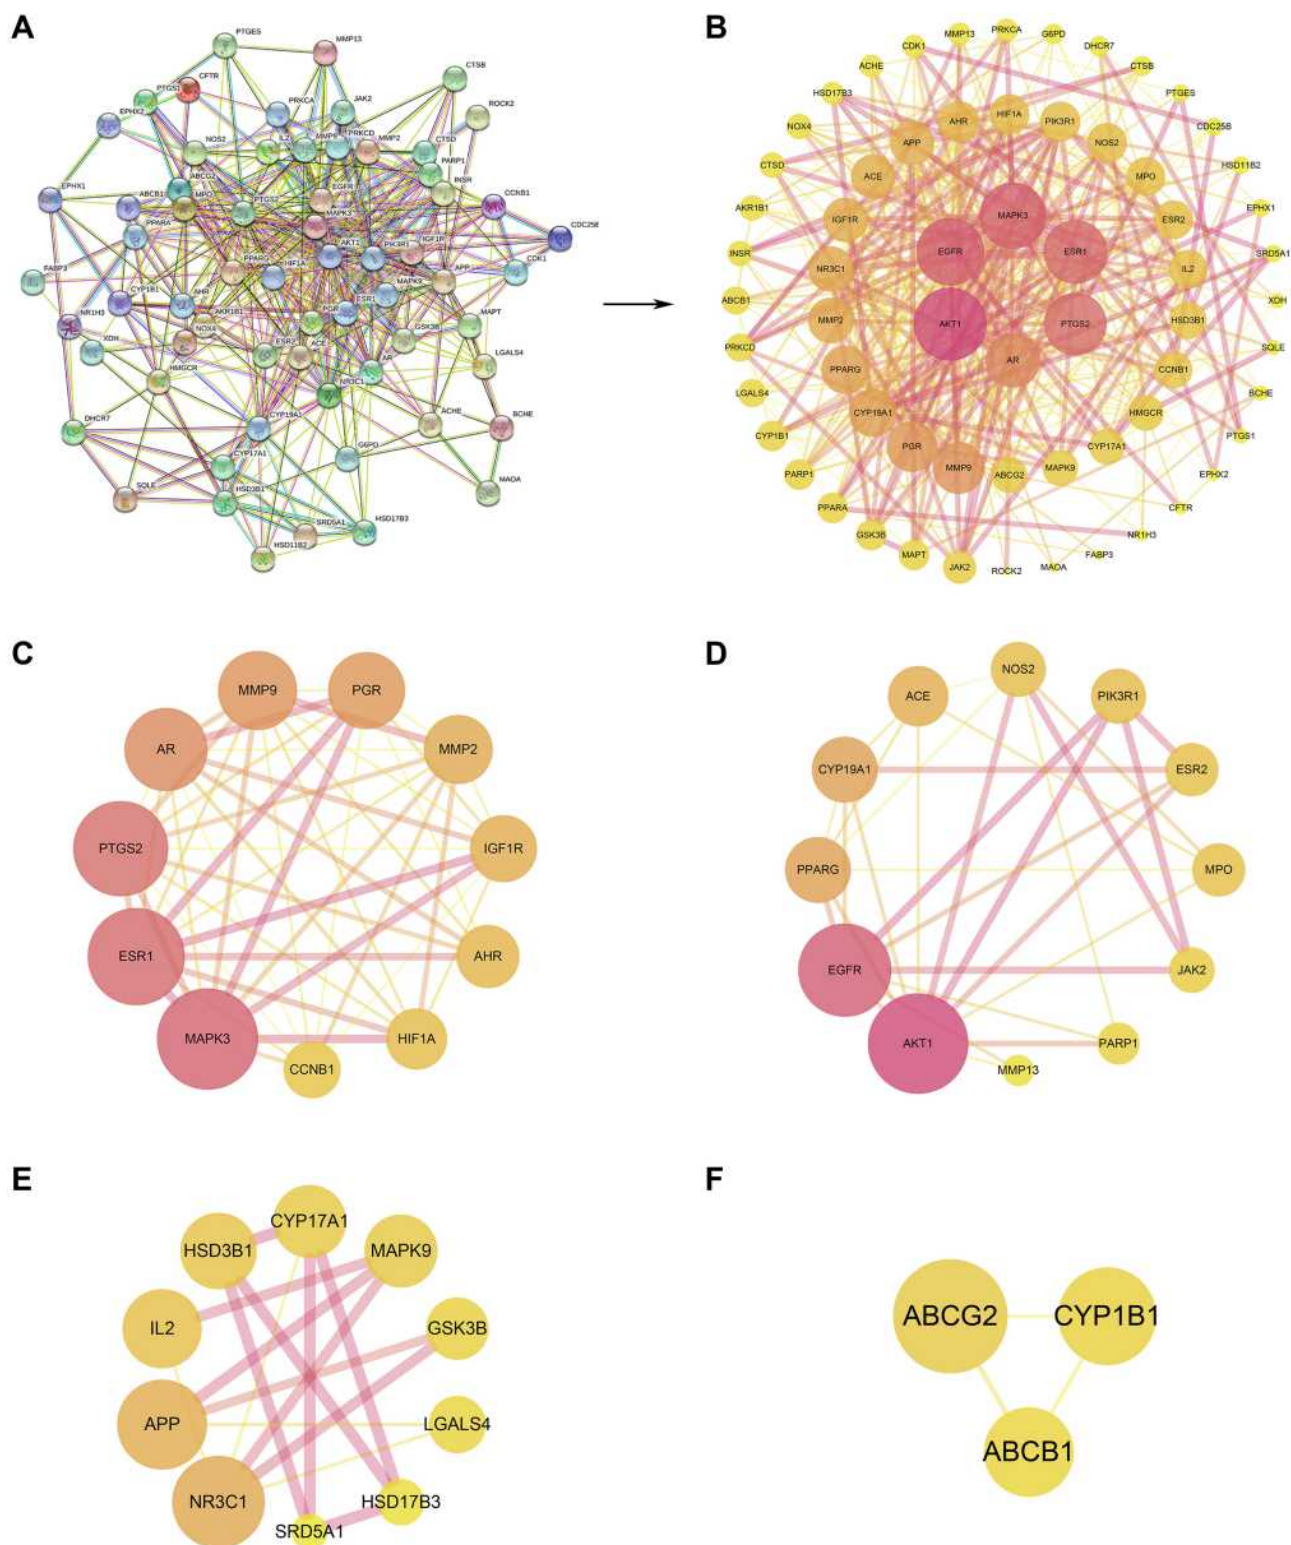 A
PTGES
MMP13
CFTR
PTGS1
EPHX2
CTSB
ROCK2
PRKCA
JAK2
NOS2
IL2
MMP9
PRKCD
MMP2
CTSD
PARP1
INSR
EPHX1
ABCG2
ABCB1
MPO
EGFR
PTGS2
MAPK3
CCNB1
PPARA
AKT1
PIK3R1
IGF1R
CDC25B
CDK1
FABP3
PPARG
HIF1A
APP
CYP1B1
AHR
MAPK9
NR1H3
AKR1B1
PGR
ESR1
XDH
NOX4
GSK3B
MAPT
ESR2
ACE
AR
LGALS4
HMGCR
NR3C1
DHCR7
CYP19A1
ACHE
BCHE
G6PD
CYP17A1
SQLE
HSD3B1
MAOA
SRD5A1
HSD17B3
HSD11B2
B
PRKCA
MMP13
G6PD
CDK1
DHCR7
ACHE
CTSB
HSD17B3
PTGES
NOX4
AHR
HIF1A
PIK3R1
CDC25B
APP
NOS2
CTSD
ACE
MPO
HSD11B2
AKR1B1
IGF1R
MAPK3
ESR2
EPHX1
INSR
NR3C1
EGFR
ESR1
IL2
SRD5A1
ABCB1
XDH
MMP2
AKT1
PTGS2
HSD3B1
PRKCD
SQLE
PPARG
AR
CCNB1
LGALS4
BCHE
CYP19A1
HMGCR
CYP1B1
PGR
CYP17A1
PTGS1
PARP1
MMP9
ABCG2
MAPK9
EPHX2
PPARA
CFTR
GSK3B
NR1H3
MAPT
FABP3
JAK2
ROCK2
MAOA
C
MMP9
PGR
AR
MMP2
PTGS2
IGF1R
ESR1
AHR
MAPK3
HIF1A
CCNB1
D
NOS2
ACE
PIK3R1
CYP19A1
ESR2
PPARG
MPO
EGFR
JAK2
AKT1
PARP1
MMP13
E
CYP17A1
HSD3B1
MAPK9
IL2
GSK3B
APP
LGALS4
NR3C1
HSD17B3
SRD5A1
F
ABCG2
CYP1B1
ABCB1